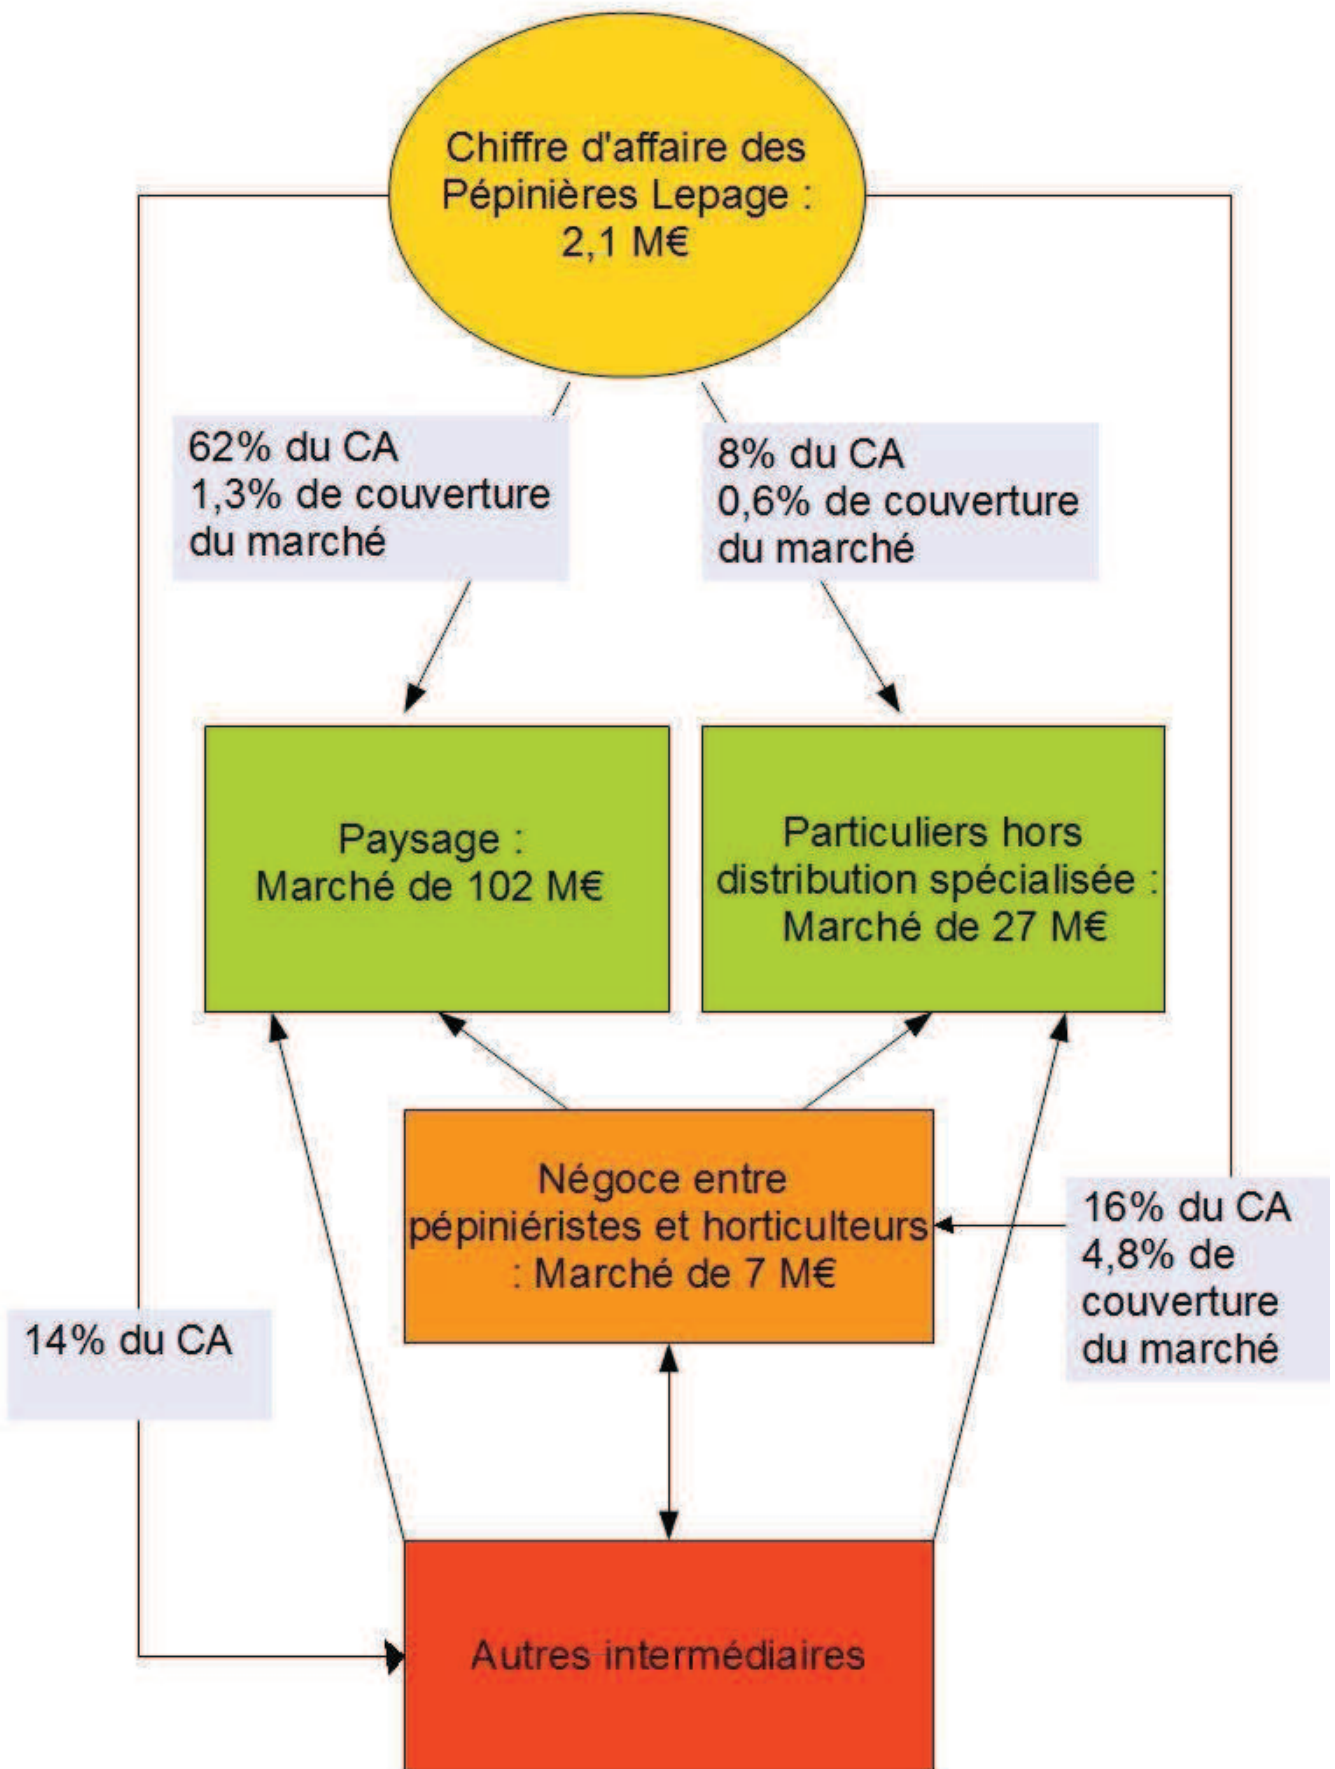 Chiffre d'affaire des
Pépinières Lepage :
2,1 M€
62% du CA
1,3% de couverture
du marché
8% du CA
0,6% de couverture
du marché
Paysage :
Marché de 102 M€
Particuliers hors
distribution spécialisée :
Marché de 27 M€
Négoce entre
pépiniéristes et horticulteurs
: Marché de 7 M€
16% du CA
4,8% de
couverture
du marché
14% du CA
Autres intermédiaires